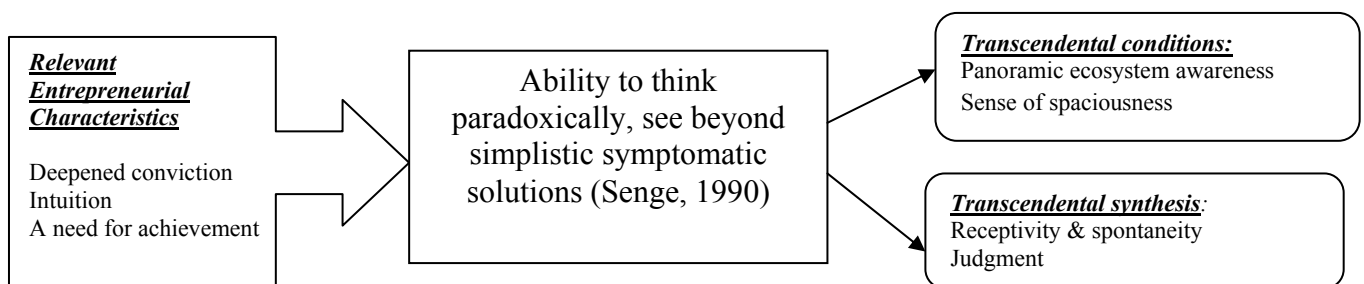 Relevant
Entrepreneurial
Characteristics
Deepened conviction
Intuition
A need for achievement
Ability to think
paradoxically, see beyond
simplistic symptomatic
solutions (Senge, 1990)
Transcendental conditions:
Panoramic ecosystem awareness
Sense of spaciousness
Transcendental synthesis:
Receptivity & spontaneity
Judgment